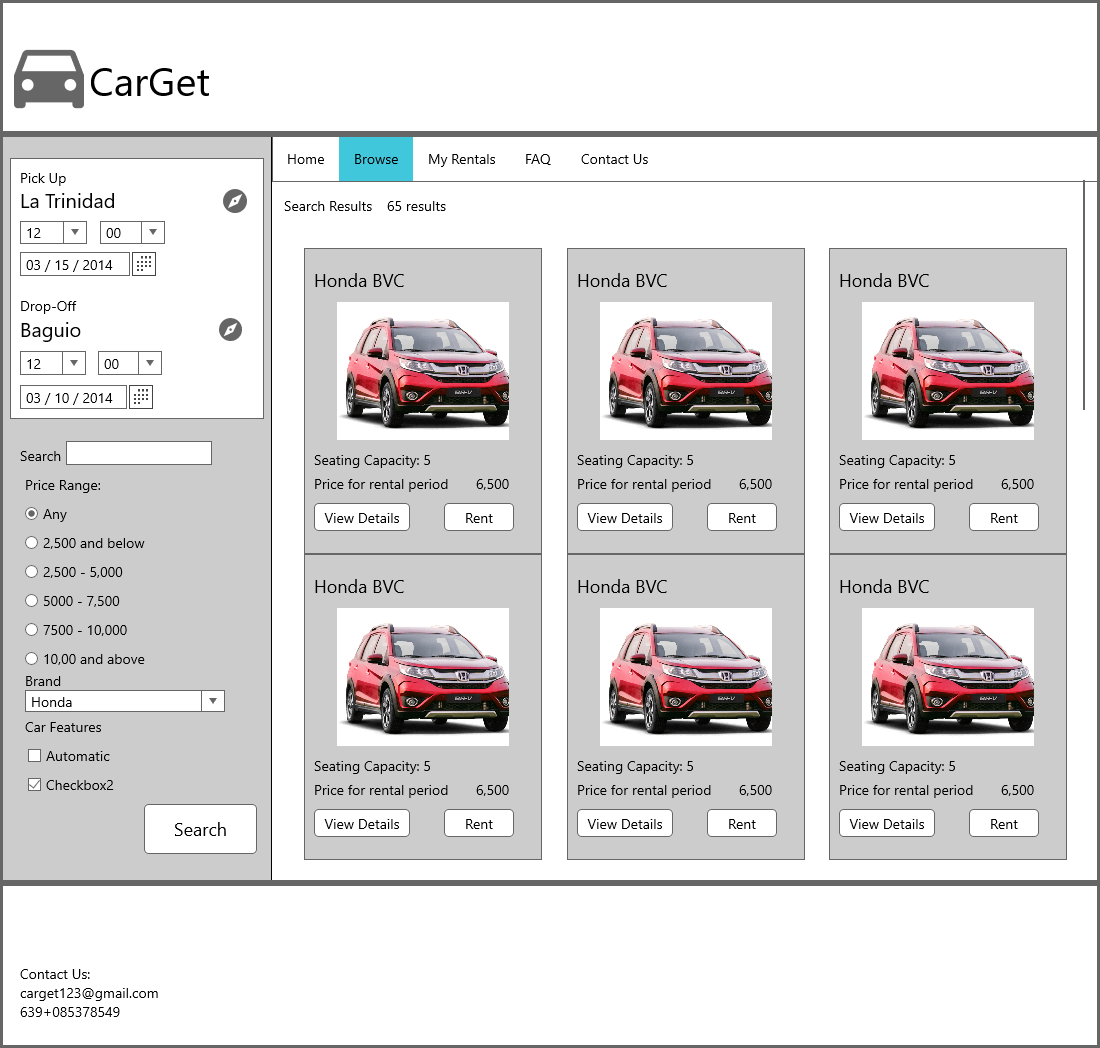 CarGet
Home Browse My Rentals FAQ Contact Us
Pick Up
La Trinidad
12 00
03 / 15 / 2014
Drop-Off
Baguio
12 00
03 / 10 / 2014
Search
Price Range:
Any
2,500 and below
2,500 - 5,000
5000 - 7,500
7500 - 10,000
10,00 and above
Brand
Honda
Car Features
Automatic
Checkbox2
Search
Search Results 65 results
Honda BVC Honda BVC Honda BVC
Seating Capacity: 5 Seating Capacity: 5 Seating Capacity: 5
Price for rental period 6,500 Price for rental period 6,500 Price for rental period 6,500
View Details Rent View Details Rent View Details Rent
Honda BVC Honda BVC Honda BVC
Seating Capacity: 5 Seating Capacity: 5 Seating Capacity: 5
Price for rental period 6,500 Price for rental period 6,500 Price for rental period 6,500
View Details Rent View Details Rent View Details Rent
Contact Us:
carget123@gmail.com
639+085378549